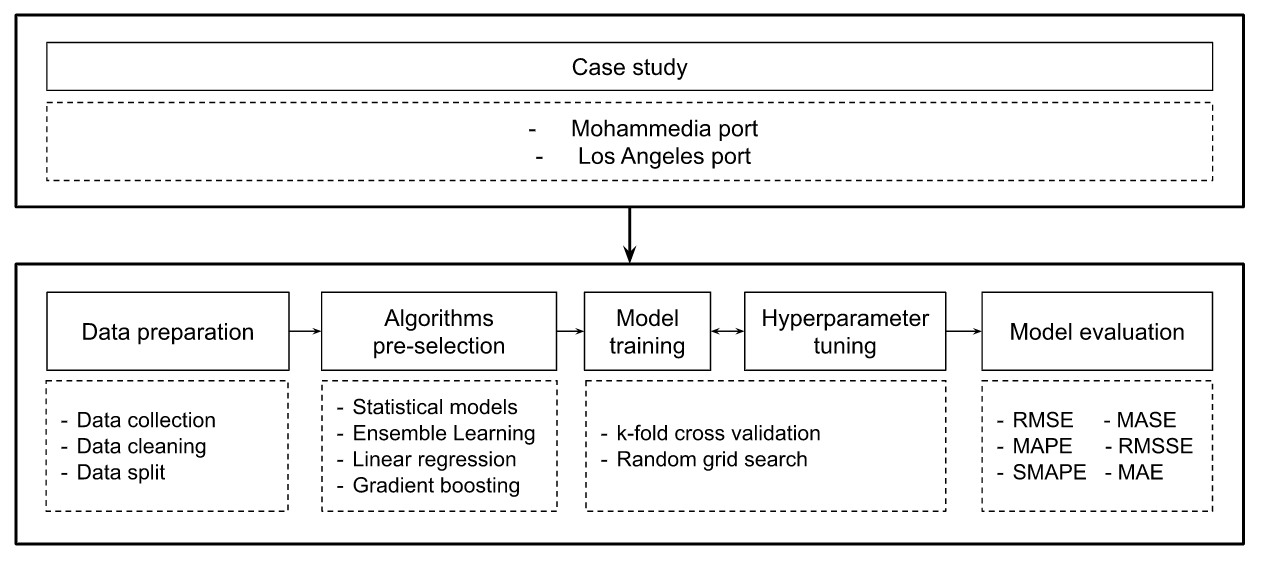 Case study
- Mohammedia port
- Los Angeles port
Data preparation
- Data collection
- Data cleaning
- Data split
Algorithms
pre-selection
- Statistical models
- Ensemble Learning
- Linear regression
- Gradient boosting
Model
training
Hyperparameter
tuning
- k-fold cross validation
- Random grid search
Model evaluation
- RMSE - MASE
- MAPE - RMSSE
- SMAPE - MAE